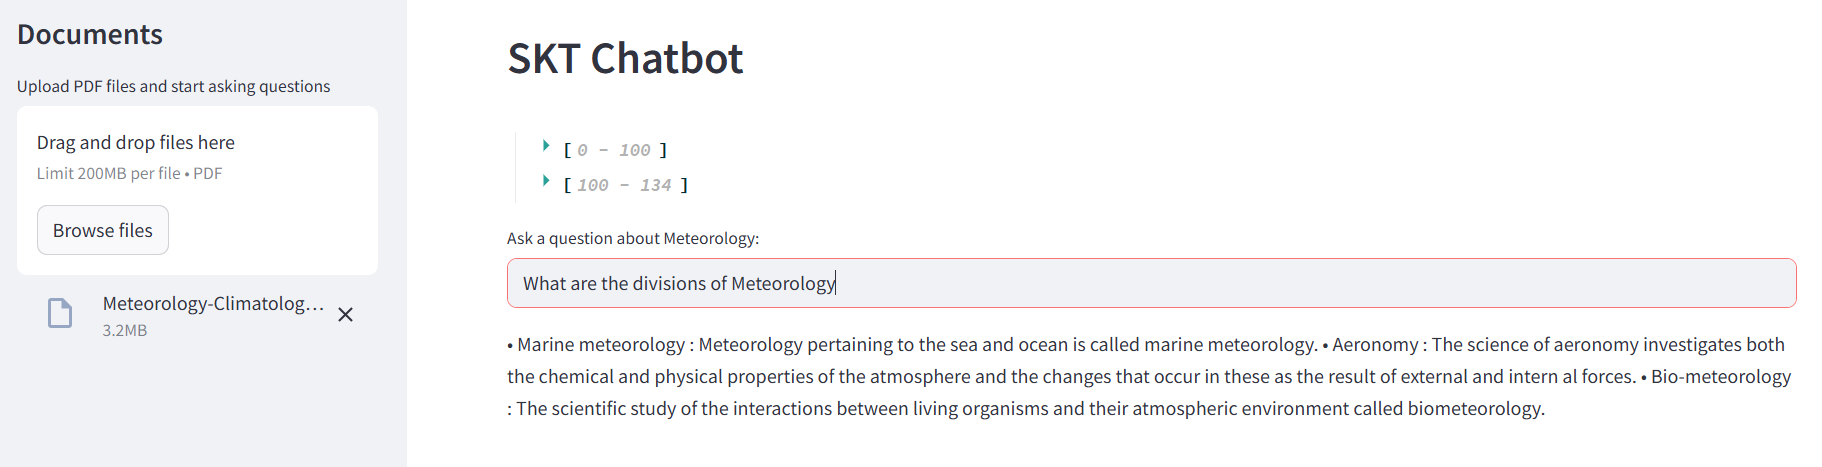 Documents
Upload PDF files and start asking questions
Drag and drop files here
Limit 200MB per file • PDF
Browse files
Meteorology-Climatolog...
3.2MB
SKT Chatbot
[ 0 – 100 ]
[ 100 – 134 ]
Ask a question about Meteorology:
What are the divisions of Meteorology
• Marine meteorology : Meteorology pertaining to the sea and ocean is called marine meteorology. • Aeronomy : The science of aeronomy investigates both
the chemical and physical properties of the atmosphere and the changes that occur in these as the result of external and intern al forces. • Bio-meteorology
: The scientific study of the interactions between living organisms and their atmospheric environment called biometeorology.